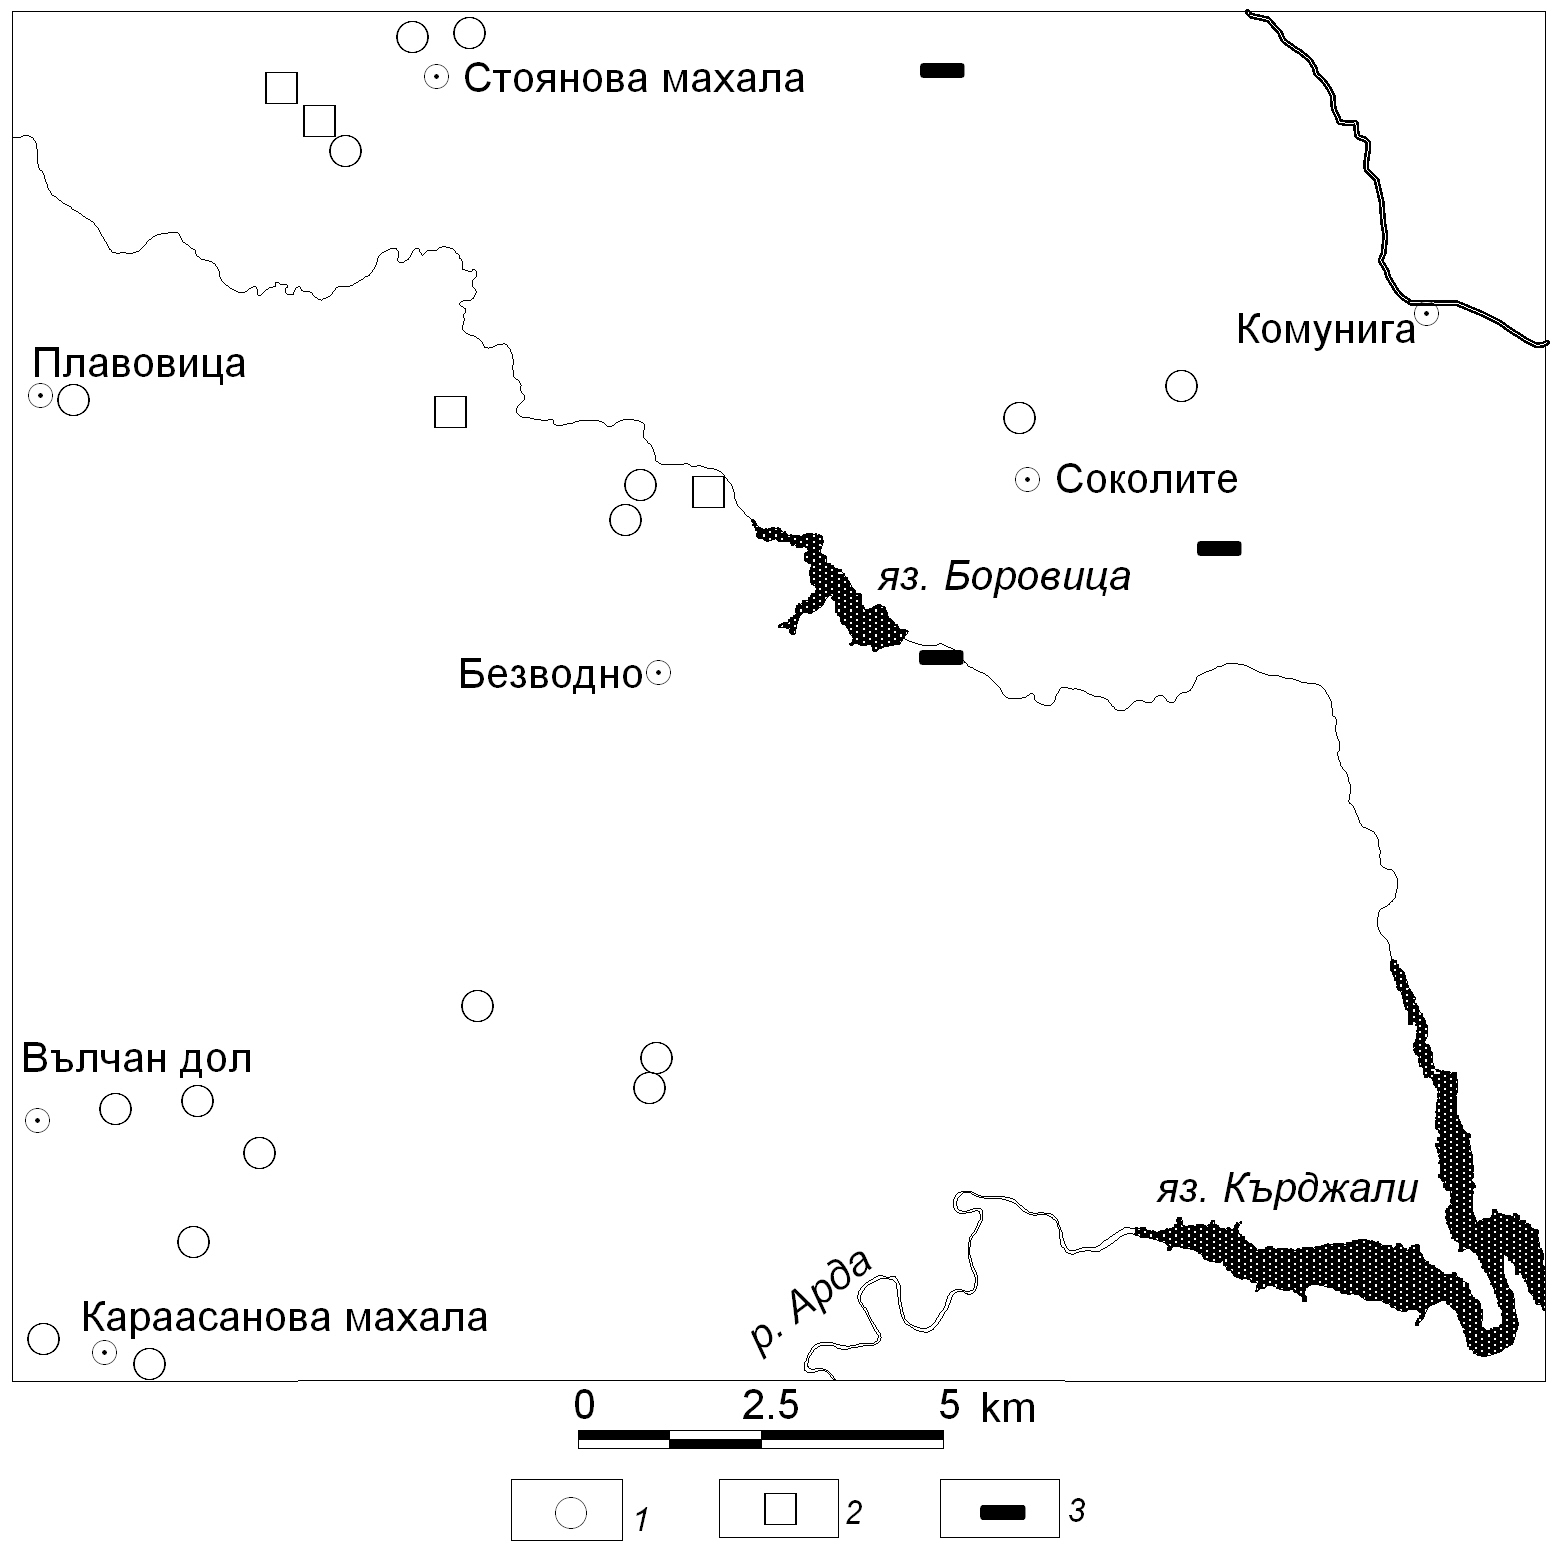 Стоянова махала
Комунига
Плавовица
Соколите
яз. Боровица
Безводно
Вълчан дол
яз. Кърджали
р. Арда
Караасанова махала
0 2.5 5 km
1 2 3